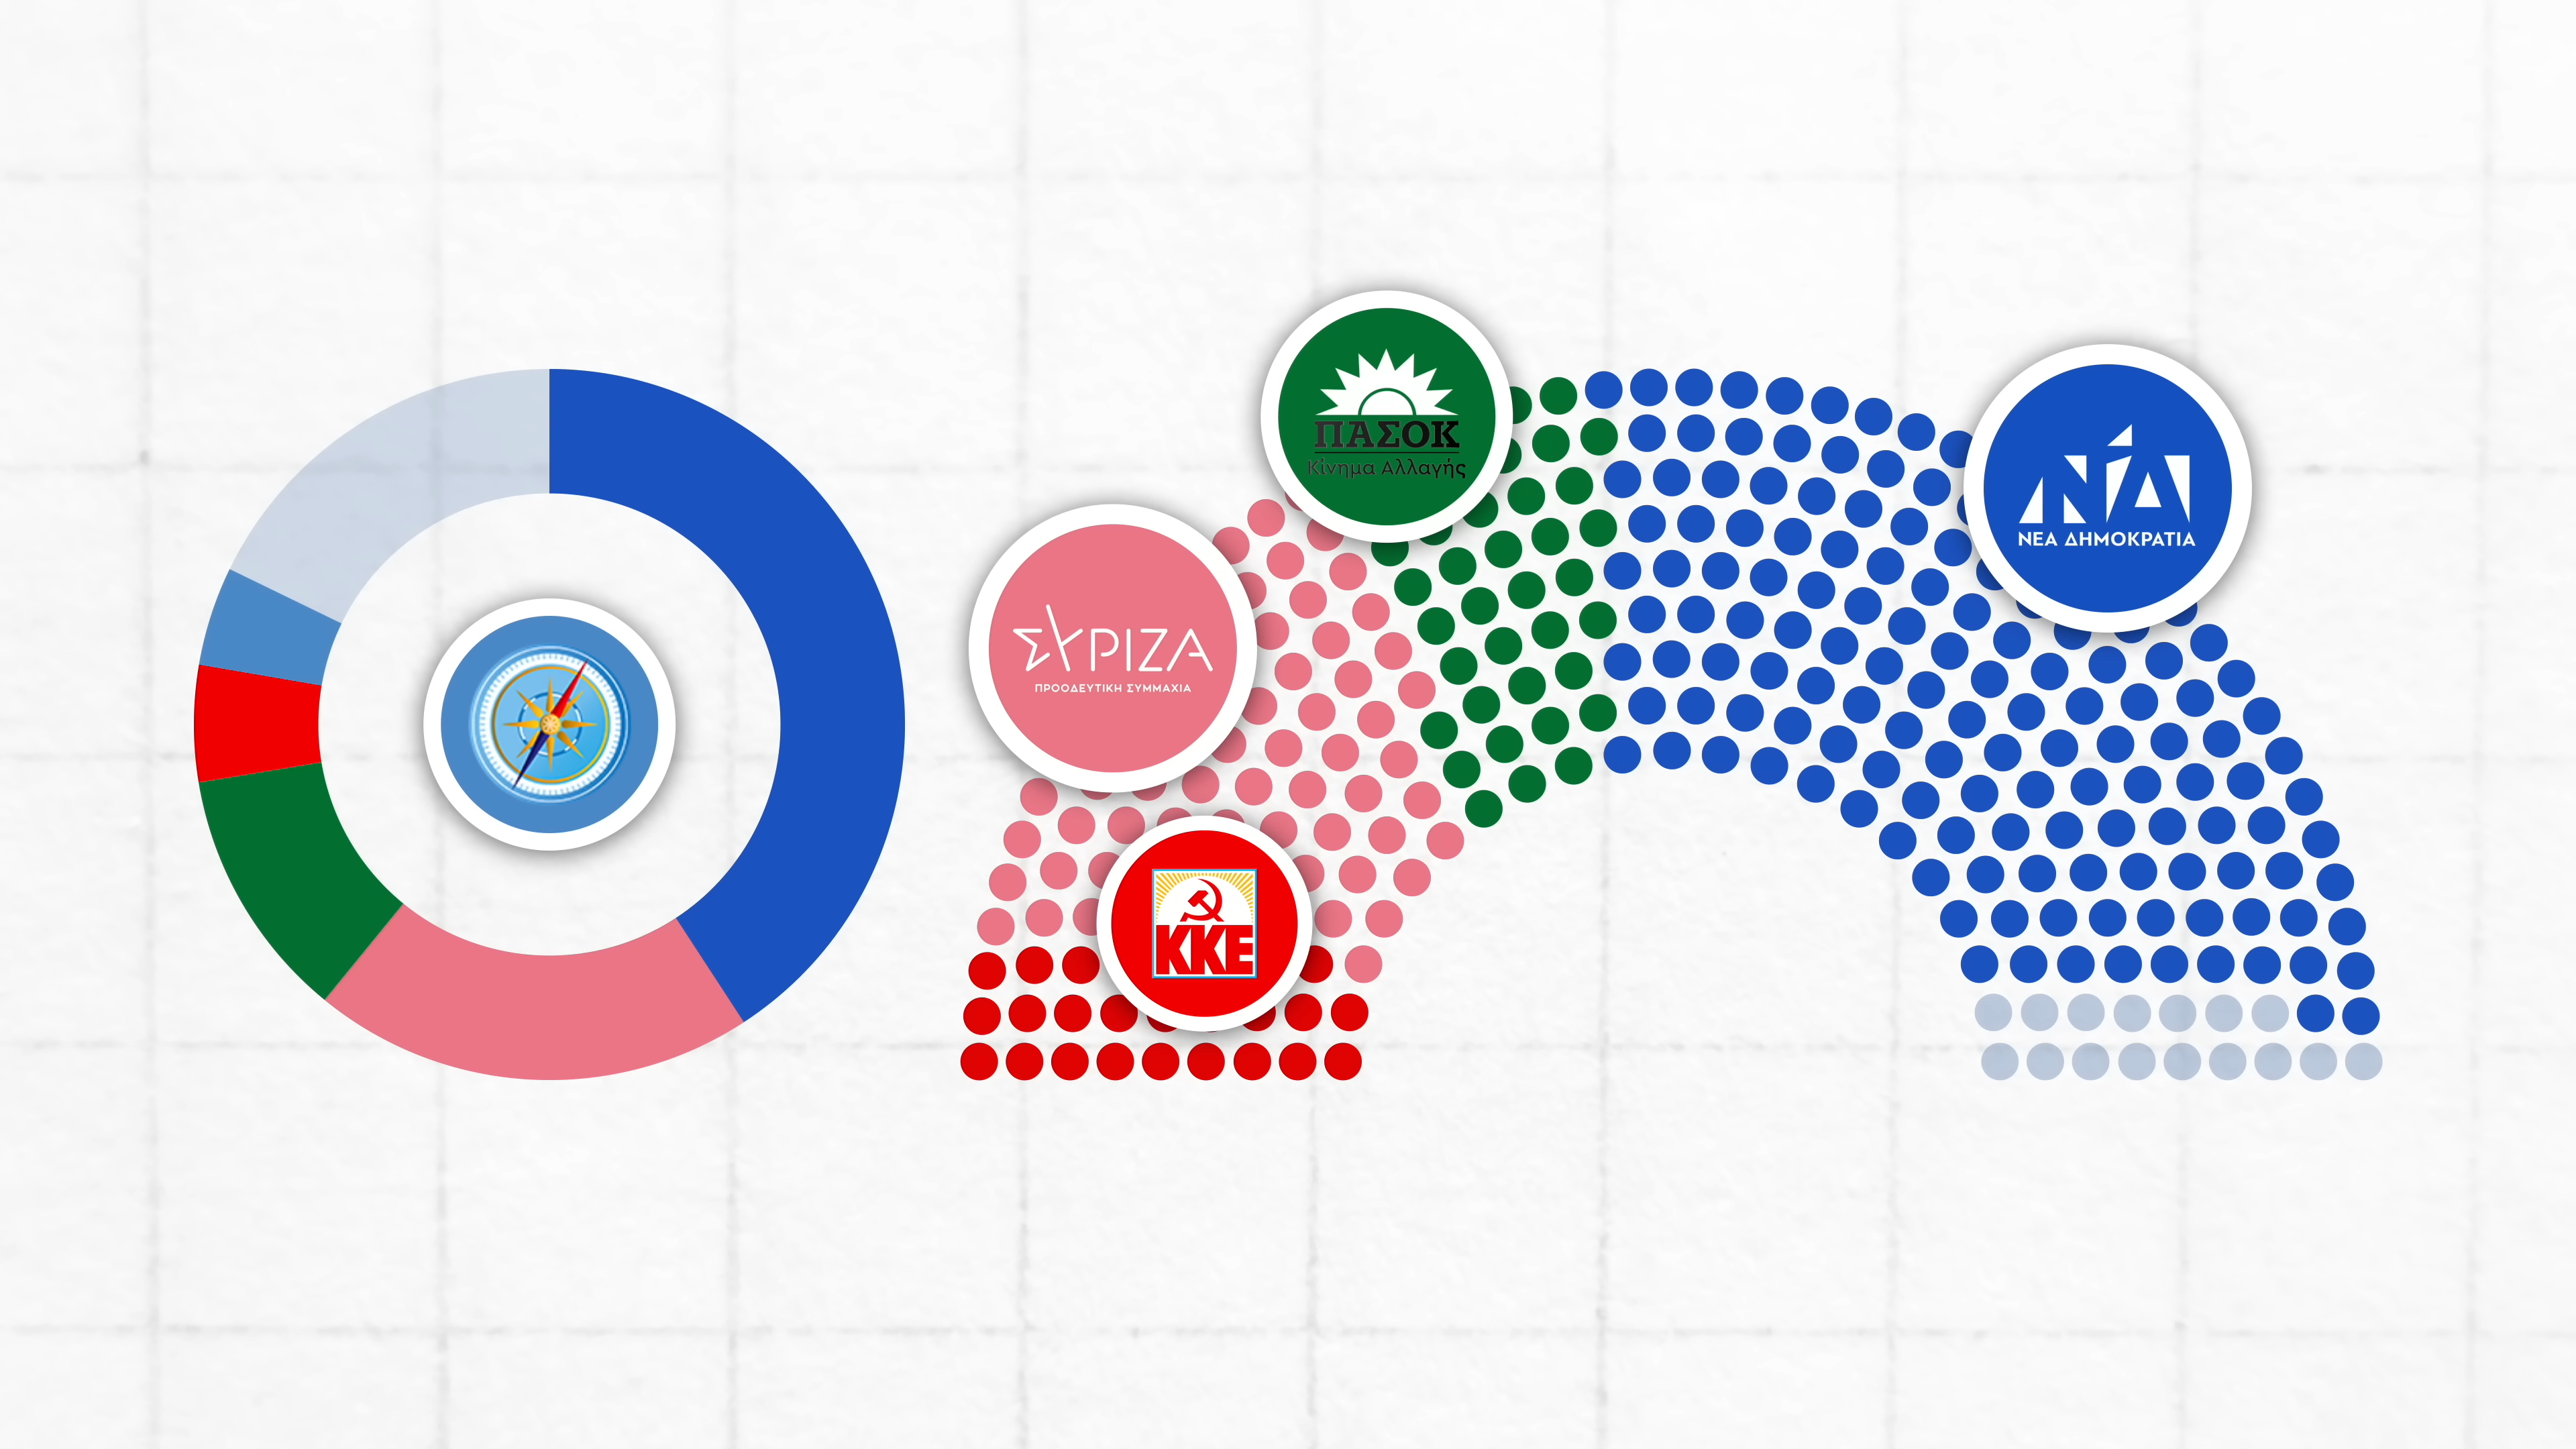 ΠΑΣΟΚ
Κίνημα Αλλαγής
ΝΔ
ΝΕΑ ΔΗΜΟΚΡΑΤΙΑ
ΣΥΡΙΖΑ
ΠΡΟΟΔΕΥΤΙΚΗ ΣΥΜΜΑΧΙΑ
ΚΚΕ